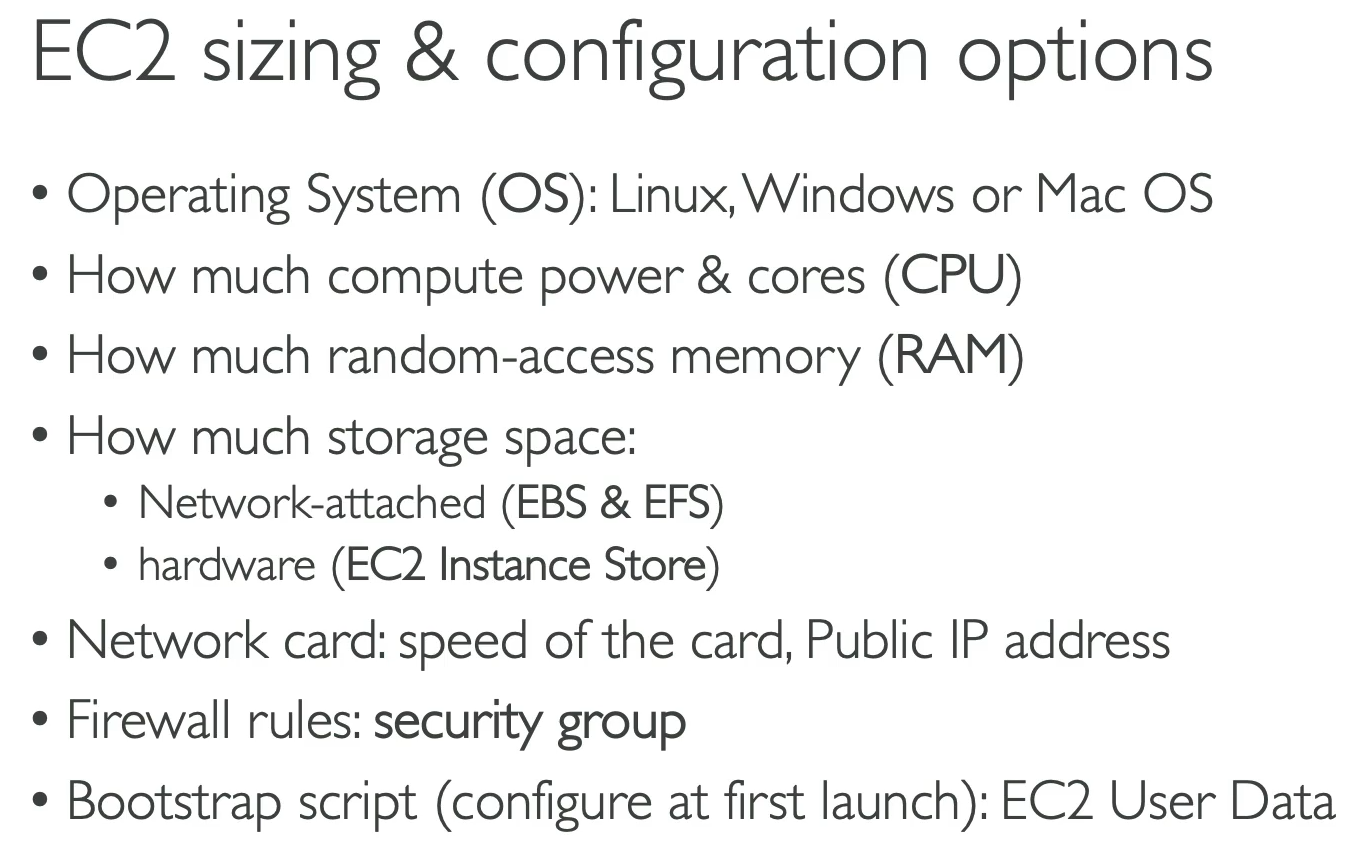 EC2 sizing & configuration options
• Operating System (OS): Linux, Windows or Mac OS
• How much compute power & cores (CPU)
• How much random-access memory (RAM)
• How much storage space:
• Network-attached (EBS & EFS)
• hardware (EC2 Instance Store)
• Network card: speed of the card, Public IP address
• Firewall rules: security group
• Bootstrap script (configure at first launch): EC2 User Data